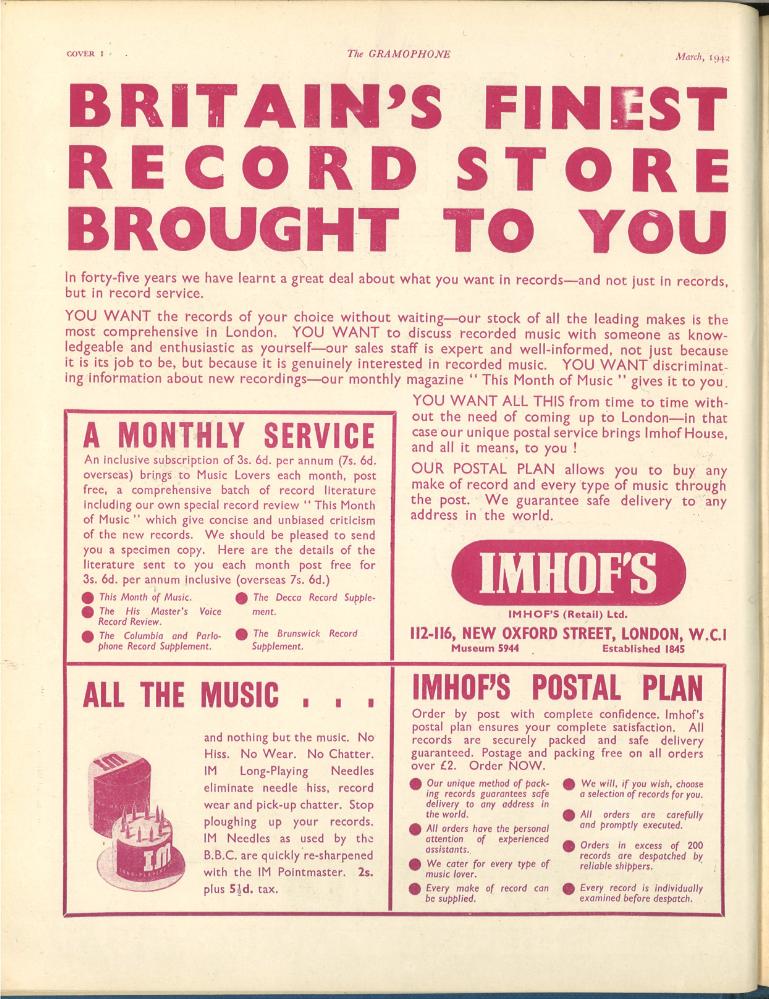 COVER 1
The GRAMOPHONE
March, 1942
BRITAIN'S FINEST
RECORD STORE
BROUGHT TO YOU
In forty-five years we have learnt a great deal about what you want in records—and not just in records,
but in record service.
YOU WANT the records of your choice without waiting—our stock of all the leading makes is the
most comprehensive in London. YOU WANT to discuss recorded music with someone as know-
ledgeable and enthusiastic as yourself—our sales staff is expert and well-informed, not just because
it is its job to be, but because it is genuinely interested in recorded music. YOU WANT discriminat-
ing information about new recordings—our monthly magazine " This Month of Music " gives it to you.
YOU WANT ALL THIS from time to time with-
out the need of coming up to London—in that
case our unique postal service brings Imhof House,
and all it means, to you !
OUR POSTAL PLAN allows you to buy any
make of record and every type of music through
the post. We guarantee safe delivery to any
address in the world.
IMHOF'S
IMHOF'S (Retail) Ltd.
112-116, NEW OXFORD STREET, LONDON, W.C.1
Museum 5944 Established 1845
A MONTHLY SERVICE
An inclusive subscription of 3s. 6d. per annum (7s. 6d.
overseas) brings to Music Lovers each month, post
free, a comprehensive batch of record literature
including our own special record review " This Month
of Music " which give concise and unbiased criticism
of the new records. We should be pleased to send
you a specimen copy. Here are the details of the
literature sent to you each month post free for
3s. 6d. per annum inclusive (overseas 7s. 6d.)
This Month of Music.
The His Master's Voice
Record Review.
The Columbia and Parlo-
phone Record Supplement.
The Decca Record Supple-
ment.
The Brunswick Record
Supplement.
ALL THE MUSIC . . .
and nothing but the music. No
Hiss. No Wear. No Chatter.
IM Long-Playing Needles
eliminate needle hiss, record
wear and pick-up chatter. Stop
ploughing up your records.
IM Needles as used by the
B.B.C. are quickly re-sharpened
with the IM Pointmaster. 2s.
plus 5½d. tax.
IM
IM
LONG-PLAYING
IMHOF'S POSTAL PLAN
Order by post with complete confidence. Imhof's
postal plan ensures your complete satisfaction. All
records are securely packed and safe delivery
guaranteed. Postage and packing free on all orders
over £2. Order NOW.
Our unique method of pack-
ing records guarantees safe
delivery to any address in
the world.
All orders have the personal
attention of experienced
assistants.
We cater for every type of
music lover.
Every make of record can
be supplied.
We will, if you wish, choose
a selection of records for you.
All orders are carefully
and promptly executed.
Orders in excess of 200
records are despatched by
reliable shippers.
Every record is individually
examined before despatch.